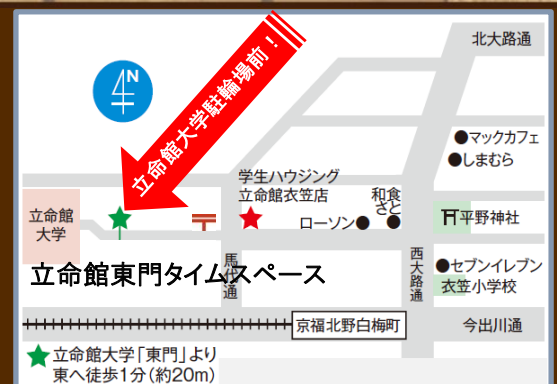 北大路通
N
立命館大学駐輪場前!
マックカフェ
しまむら
学生ハウジング
立命館衣笠店
和食
さと
ローソン
立命館
大学
平野神社
馬代通
西大路通
セブンイレブン
衣笠小学校
立命館東門タイムスペース
京福北野白梅町
今出川通
立命館大学「東門」より
東へ徒歩1分(約20m)